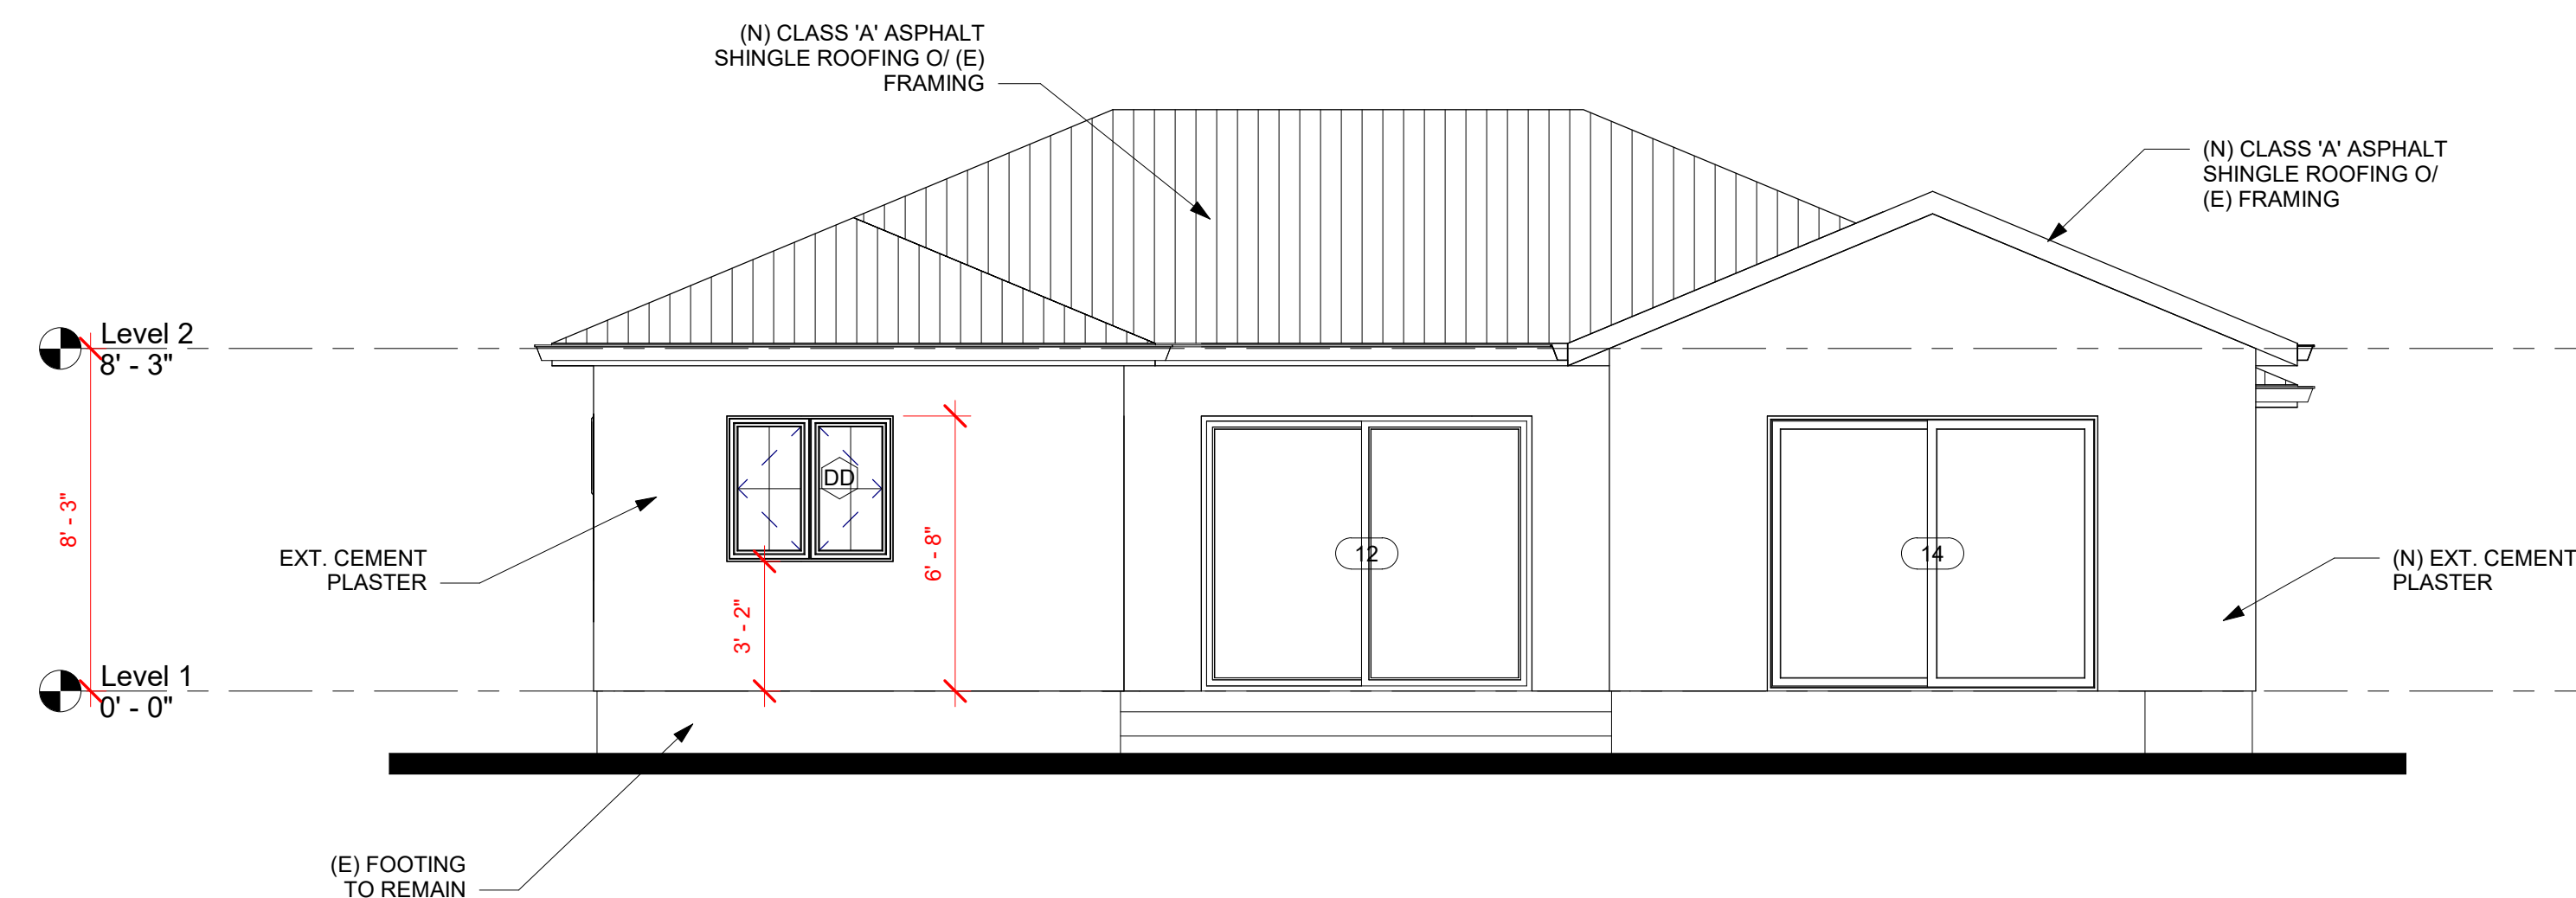 (N) CLASS 'A' ASPHALT
SHINGLE ROOFING O/ (E)
FRAMING
(N) CLASS 'A' ASPHALT
SHINGLE ROOFING O/
(E) FRAMING
Level 2
8' - 3"
8' - 3"
DD
6' - 8"
3' - 2"
12
14
EXT. CEMENT
PLASTER
(N) EXT. CEMENT
PLASTER
Level 1
0' - 0"
(E) FOOTING
TO REMAIN